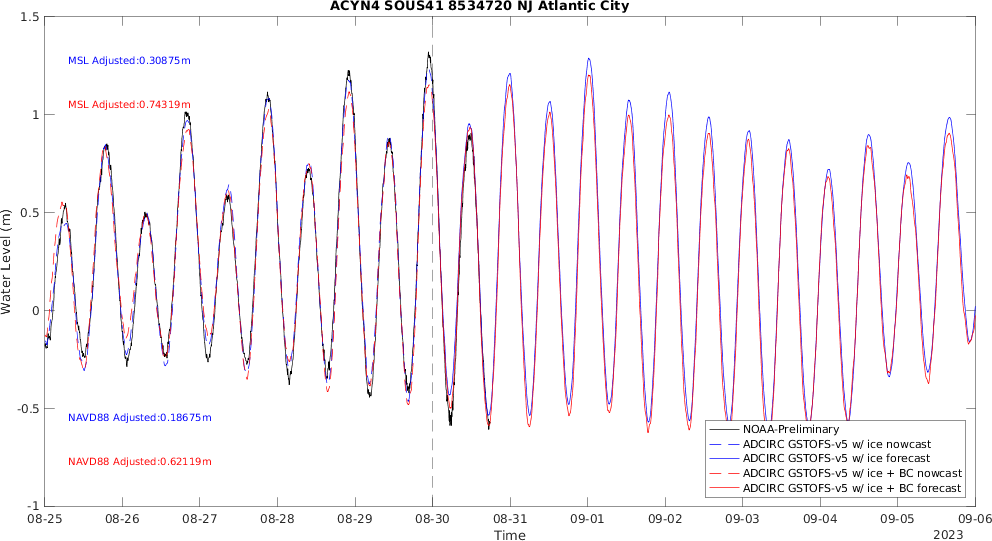 ACYN4 SOUS41 8534720 NJ Atlantic City
1.5
1
0.5
0
-0.5
-1
Water Level (m)
MSL Adjusted:0.30875m
MSL Adjusted:0.74319m
NAVD88 Adjusted:0.18675m
NAVD88 Adjusted:0.62119m
NOAA-Preliminary
ADCIRC GSTOFS-v5 w/ ice nowcast
ADCIRC GSTOFS-v5 w/ ice forecast
ADCIRC GSTOFS-v5 w/ ice + BC nowcast
ADCIRC GSTOFS-v5 w/ ice + BC forecast
08-25 08-26 08-27 08-28 08-29 08-30 08-31 09-01 09-02 09-03 09-04 09-05 09-06
Time
2023